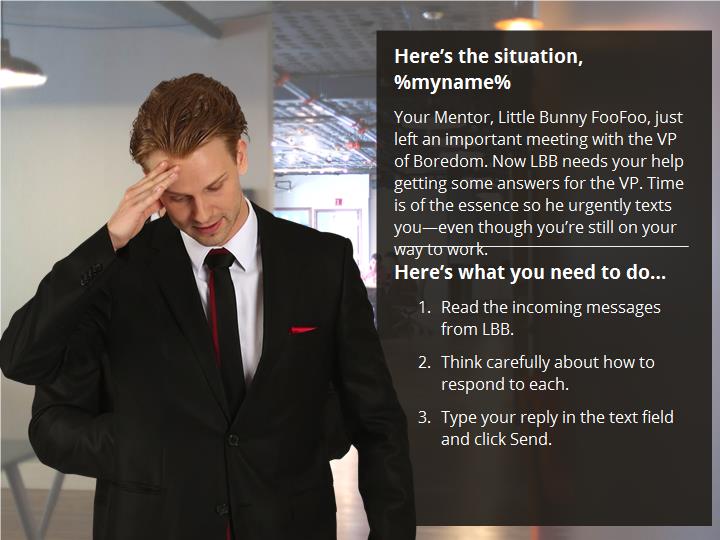 Here’s the situation,
%myname%
Your Mentor, Little Bunny FooFoo, just
left an important meeting with the VP
of Boredom. Now LBB needs your help
getting some answers for the VP. Time
is of the essence so he urgently texts
you—even though you’re still on your
way to work.
Here’s what you need to do...
1. Read the incoming messages
from LBB.
2. Think carefully about how to
respond to each.
3. Type your reply in the text field
and click Send.